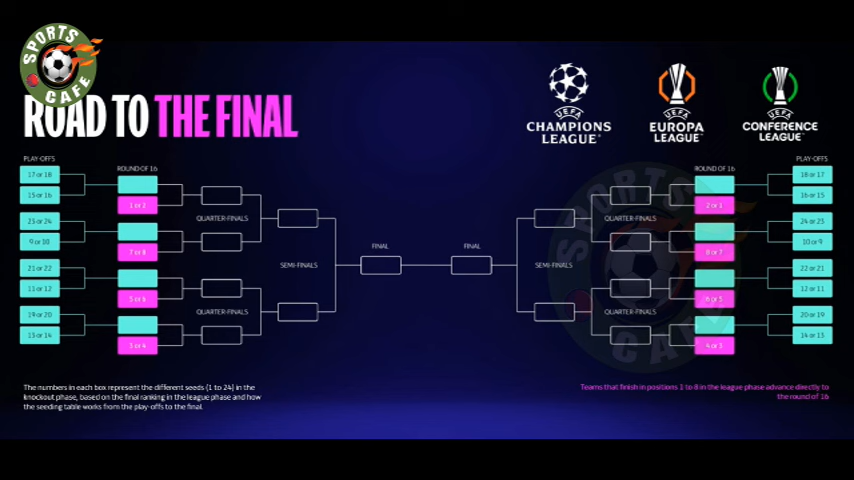 SPORTS
CAFE
ROAD TO THE FINAL
UEFA
CHAMPIONS
LEAGUE
UEFA
EUROPA
LEAGUE
UEFA
CONFERENCE
LEAGUE
PLAY-OFFS
17 or 18
15 or 16
23 or 24
9 or 10
21 or 22
11 or 12
19 or 20
13 or 14
ROUND OF 16
1 or 2
7 or 8
5 or 6
3 or 4
QUARTER-FINALS
QUARTER-FINALS
SEMI-FINALS
FINAL
FINAL
SEMI-FINALS
QUARTER-FINALS
QUARTER-FINALS
ROUND OF 16
2 or 1
8 or 7
6 or 5
4 or 3
PLAY-OFFS
18 or 17
16 or 15
24 or 23
10 or 9
22 or 21
12 or 11
20 or 19
14 or 13
SPORTS
CAFE
The numbers in each box represent the different seeds (1 to 24) in the
knockout phase, based on the final ranking in the league phase and how
the seeding table works from the play-offs to the final.
Teams that finish in positions 1 to 8 in the league phase advance directly to
the round of 16